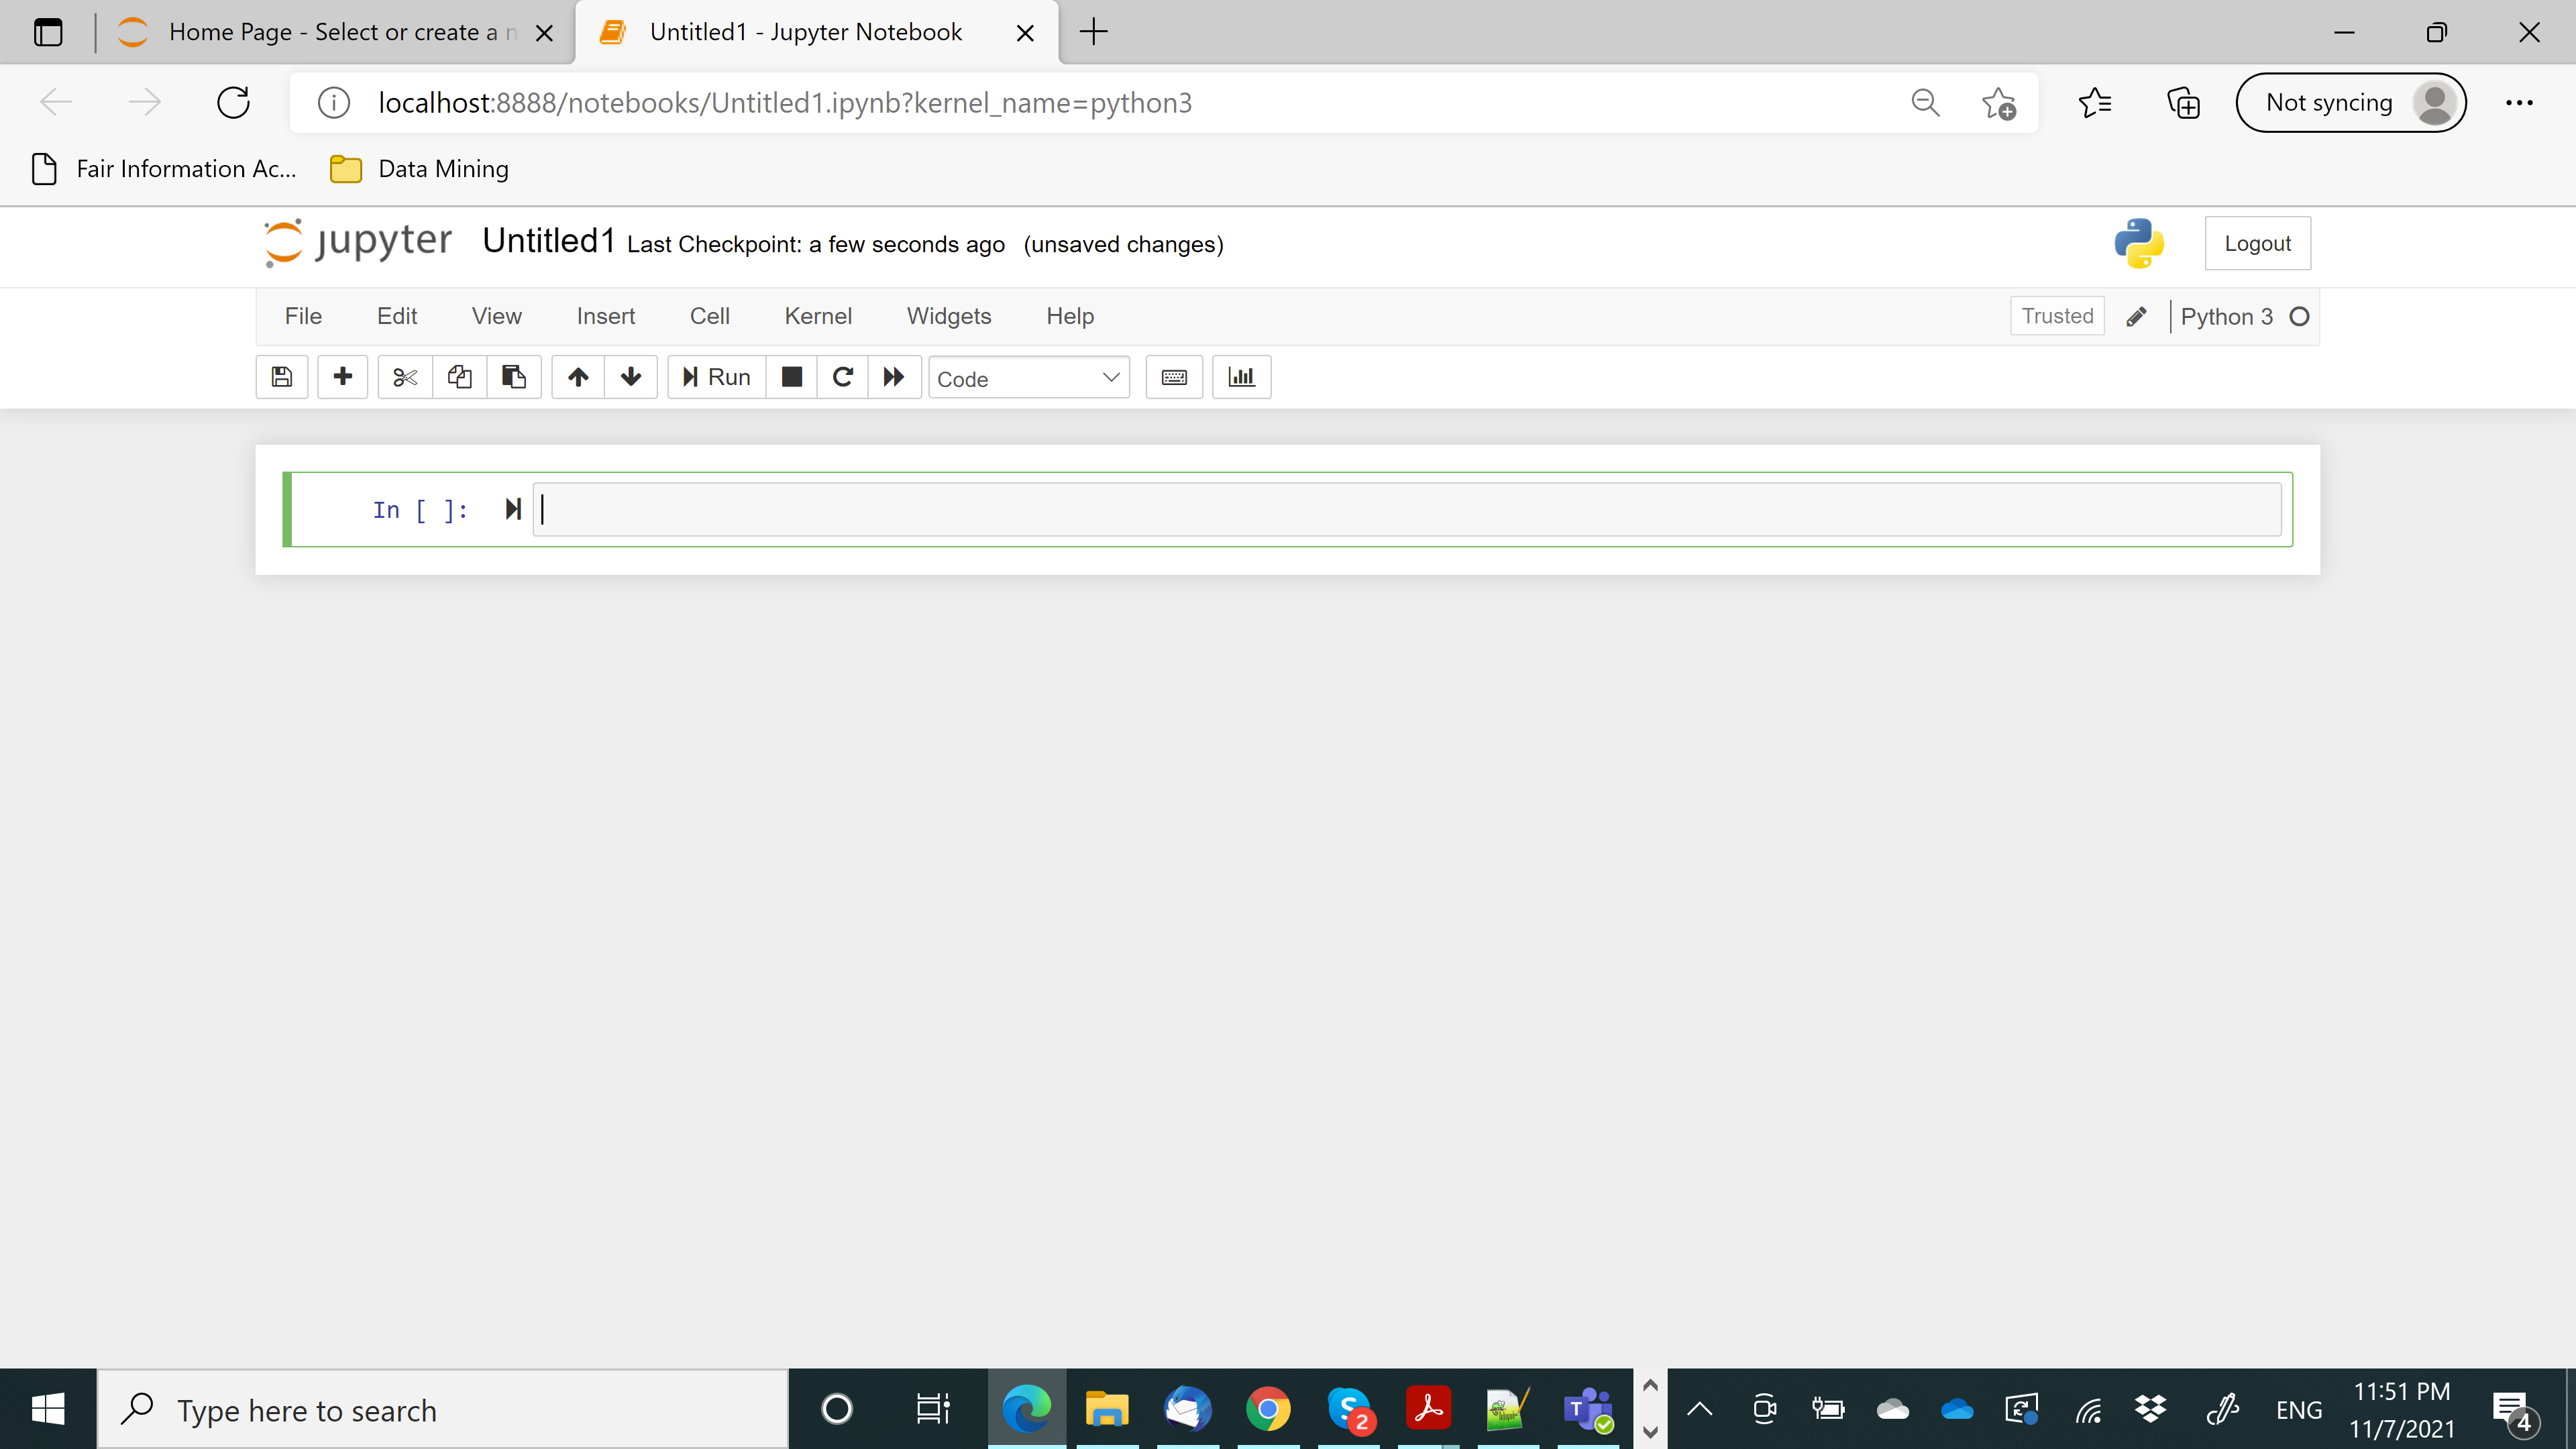 Home Page - Select or create a n
Untitled1 - Jupyter Notebook
localhost:8888/notebooks/Untitled1.ipynb?kernel_name=python3
Not syncing
Fair Information Ac...
Data Mining
jupyter Untitled1 Last Checkpoint: a few seconds ago (unsaved changes)
Logout
File Edit View Insert Cell Kernel Widgets Help
Trusted
Python 3
Run
Code
In [ ]:
Type here to search
S
2
T
ENG
11:51 PM
11/7/2021
4